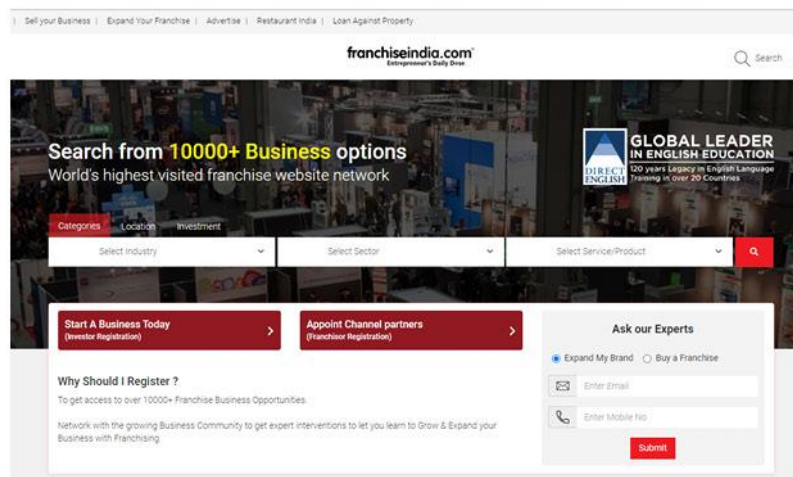 | Sell your Business | Expand Your Franchise | Advertise | Restaurant India | Loan Against Property
franchiseindia.com
Entrepreneur's Daily Dose
Search
Search from 10000+ Business options
World's highest visited franchise website network
DIRECT ENGLISH
GLOBAL LEADER
IN ENGLISH EDUCATION
120 years Legacy in English Language
Training in over 20 Countries
Categories Location Investment
Select Industry Select Sector Select Service/Product
Start A Business Today
(Investor Registration)
Appoint Channel partners
(Franchisor Registration)
Why Should I Register ?
To get access to over 10000+ Franchise Business Opportunities.
Network with the growing Business Community to get expert interventions to let you learn to Grow & Expand your
Business with Franchising.
Ask our Experts
Expand My Brand Buy a Franchise
Enter Email
Enter Mobile No
Submit